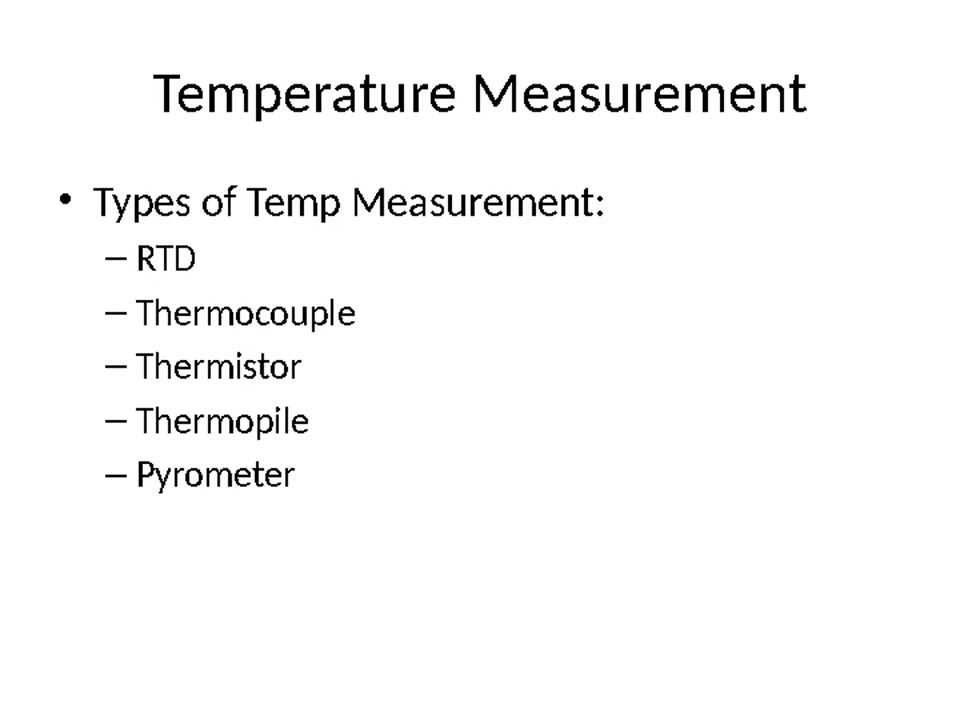 Temperature Measurement
• Types of Temp Measurement:
– RTD
– Thermocouple
– Thermistor
– Thermopile
– Pyrometer